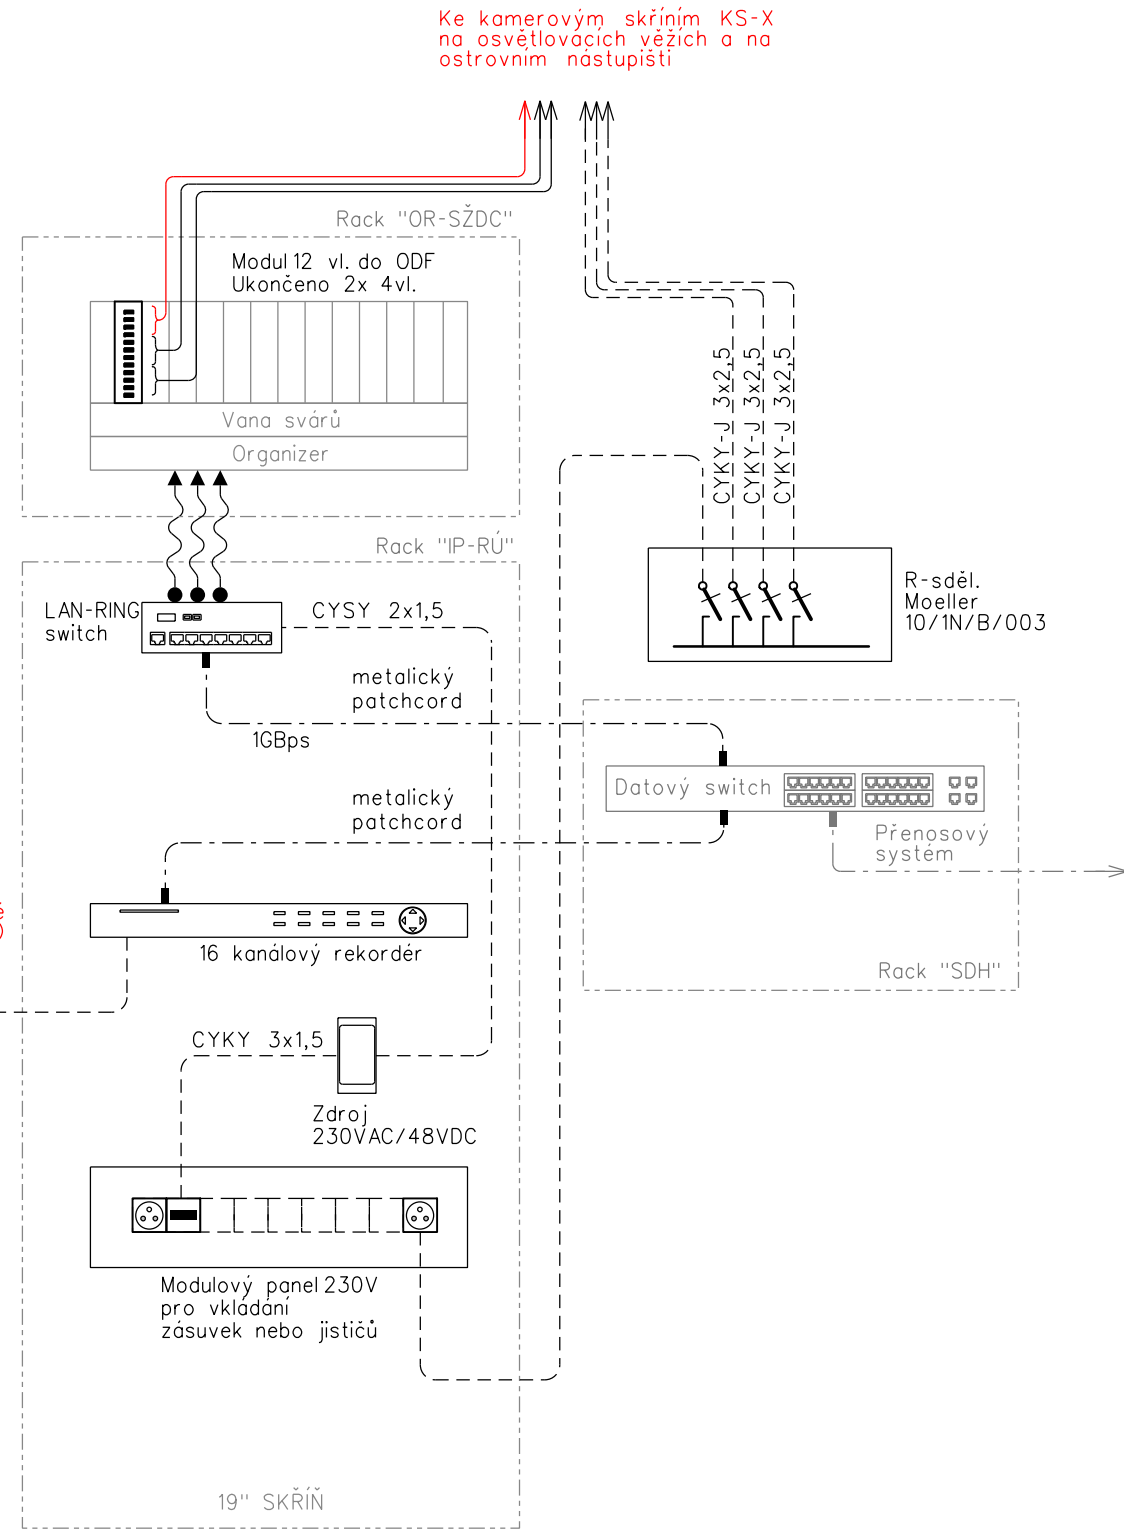 Ke kamerovým skříním KS-X
na osvětlovacích věžích a na
ostrovním nástupišti
Rack "OR-SŽDC"
Modul 12 vl. do ODF
Ukončeno 2x 4vl.
Vana svárů
Organizer
CYKY-J 3x2,5
CYKY-J 3x2,5
CYKY-J 3x2,5
Rack "IP-RÚ"
LAN-RING
switch
CYSY 2x1,5
R-sděl.
Moeller
10/1N/B/003
metalický
patchcord
1GBps
Datový switch
metalický
patchcord
Přenosový
systém
16 kanálový rekordér
Rack "SDH"
CYKY 3x1,5
Zdroj
230VAC/48VDC
Modulový panel 230V
pro vkládání
zásuvek nebo jističů
19" SKŘÍŇ